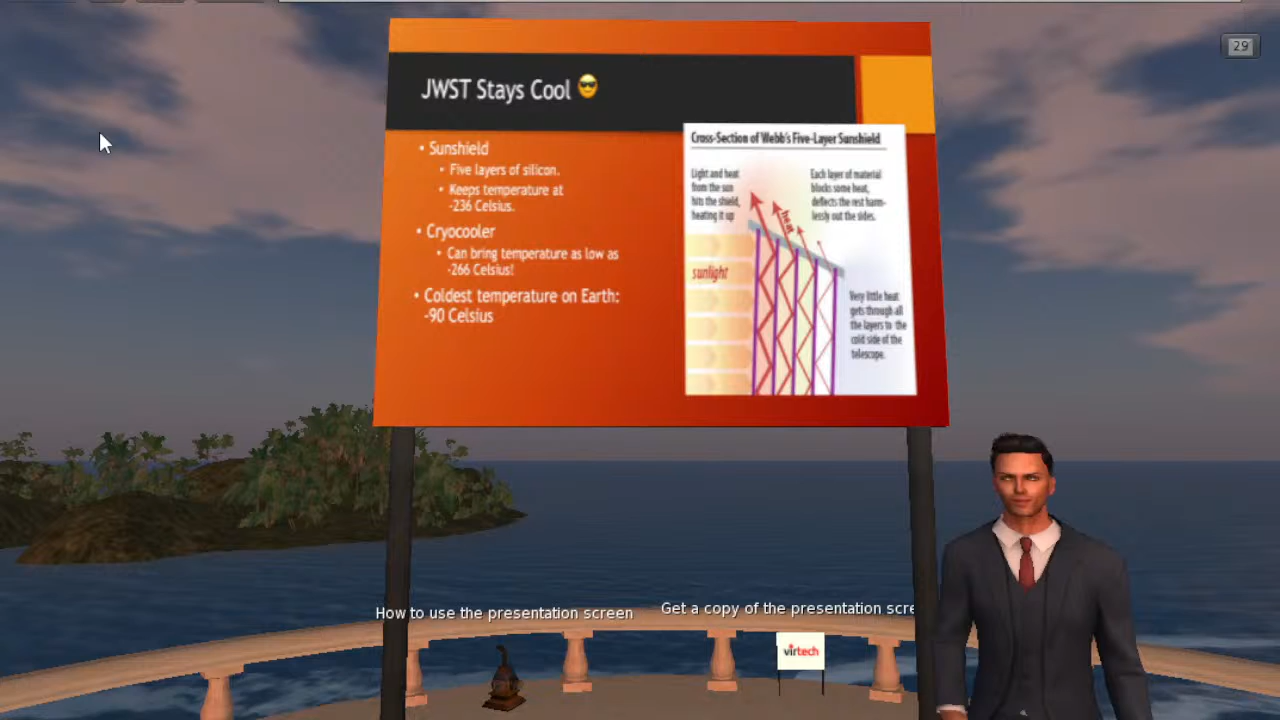 29
JWST Stays Cool 😎
• Sunshield
• Five layers of silicon.
• Keeps temperature at
-236 Celsius.
• Cryocooler
• Can bring temperature as low as
-266 Celsius!
• Coldest temperature on Earth:
-90 Celsius
Cross-Section of Webb's Five-Layer Sunshield
Light and heat
from the sun
hits the shield,
heating it up
Each layer of material
blocks some heat,
deflects the rest harm-
lessly out the sides.
heat
sunlight
Very little heat
gets through all
the layers to the
cold side of the
telescope.
How to use the presentation screen
Get a copy of the presentation scre
virtech